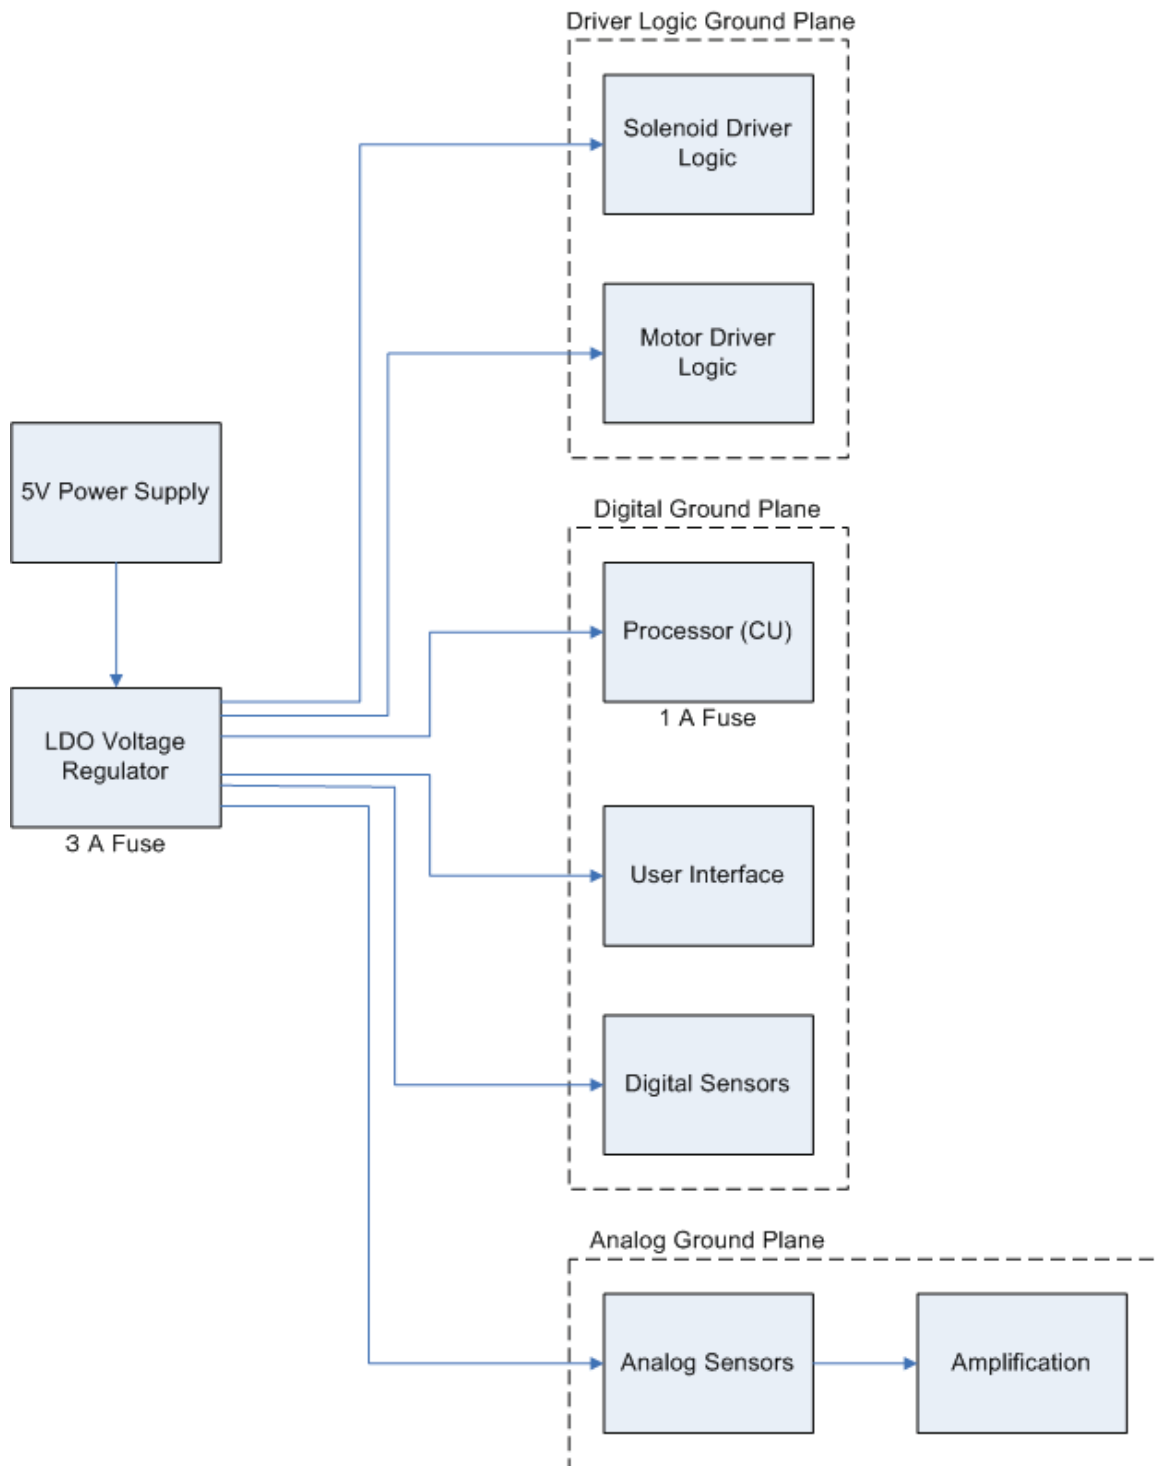 Driver Logic Ground Plane
Solenoid Driver
Logic
Motor Driver
Logic
5V Power Supply
Digital Ground Plane
Processor (CU)
1 A Fuse
LDO Voltage
Regulator
3 A Fuse
User Interface
Digital Sensors
Analog Ground Plane
Analog Sensors
Amplification